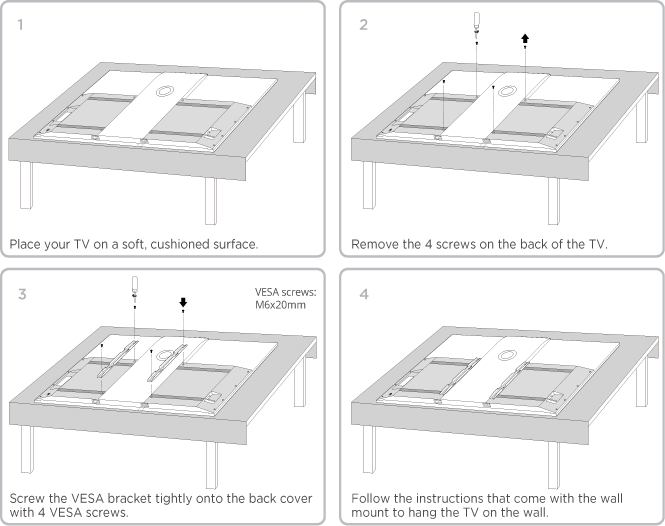 1
Place your TV on a soft, cushioned surface.
2
Remove the 4 screws on the back of the TV.
3
VESA screws:
M6x20mm
Screw the VESA bracket tightly onto the back cover
with 4 VESA screws.
4
Follow the instructions that come with the wall
mount to hang the TV on the wall.